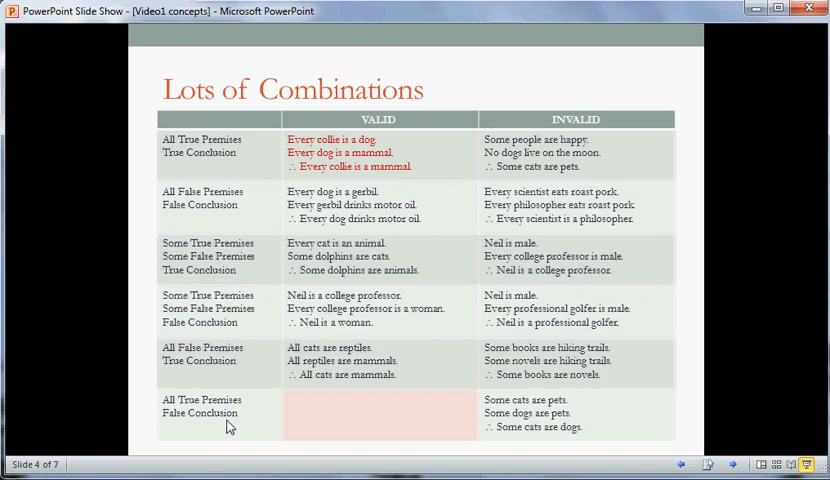 PowerPoint Slide Show - [Video1 concepts] - Microsoft PowerPoint
Lots of Combinations
VALID
INVALID
All True Premises
True Conclusion
Every collie is a dog.
Every dog is a mammal.
∴ Every collie is a mammal.
Some people are happy.
No dogs live on the moon.
∴ Some cats are pets.
All False Premises
False Conclusion
Every dog is a gerbil.
Every gerbil drinks motor oil.
∴ Every dog drinks motor oil.
Every scientist eats roast pork.
Every philosopher eats roast pork.
∴ Every scientist is a philosopher.
Some True Premises
Some False Premises
True Conclusion
Every cat is an animal.
Some dolphins are cats.
∴ Some dolphins are animals.
Neil is male.
Every college professor is male.
∴ Neil is a college professor.
Some True Premises
Some False Premises
False Conclusion
Neil is a college professor.
Every college professor is a woman.
∴ Neil is a woman.
Neil is male.
Every professional golfer is male.
∴ Neil is a professional golfer.
All False Premises
True Conclusion
All cats are reptiles.
All reptiles are mammals.
∴ All cats are mammals.
Some books are hiking trails.
Some novels are hiking trails.
∴ Some books are novels.
All True Premises
False Conclusion
Some cats are pets.
Some dogs are pets.
∴ Some cats are dogs.
Slide 4 of 7